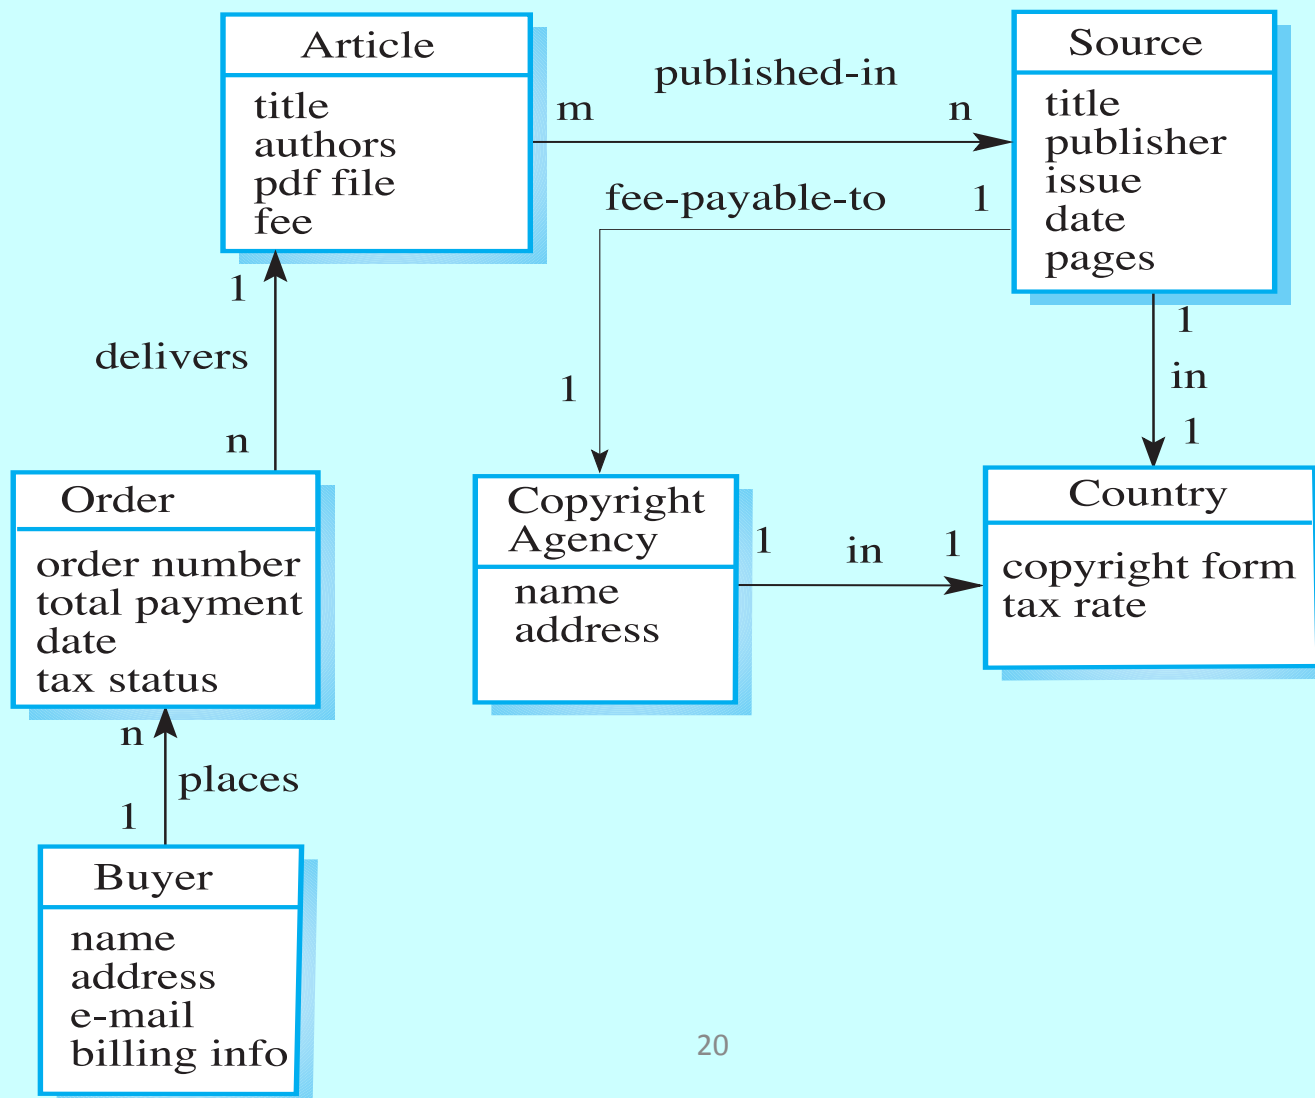 Article
title
authors
pdf file
fee
published-in
m
n
Source
title
publisher
issue
date
pages
fee-payable-to
1
1
1
delivers
n
1
in
1
Order
order number
total payment
date
tax status
Copyright
Agency
name
address
1
in
1
Country
copyright form
tax rate
n
places
1
Buyer
name
address
e-mail
billing info
20